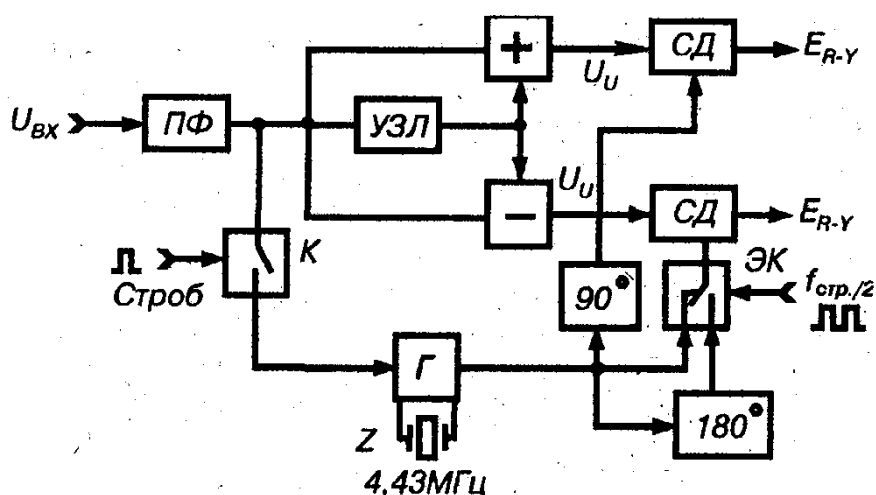 +
U_U
СД
E_{R-Y}
U_{ВХ}
ПФ
УЗЛ
−
U_U
СД
E_{R-Y}
К
Строб
90°
ЭК
f_{стр./2}
Г
180°
Z
4,43МГц